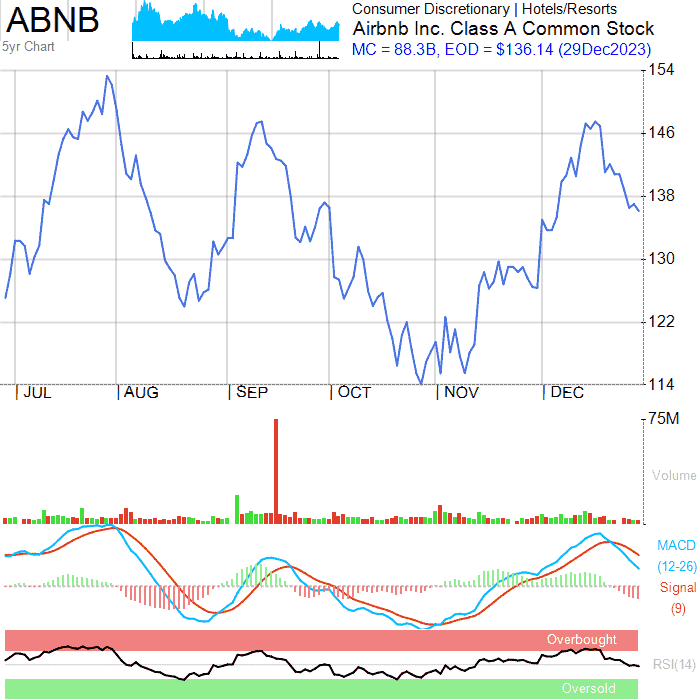 ABNB
5yr Chart
Consumer Discretionary | Hotels/Resorts
Airbnb Inc. Class A Common Stock
MC = 88.3B, EOD = $136.14 (29Dec2023)
154
146
138
130
122
114
| JUL | AUG | SEP | OCT | NOV | DEC
75M
Volume
MACD
(12-26)
Signal
(9)
Overbought
RSI(14)
Oversold